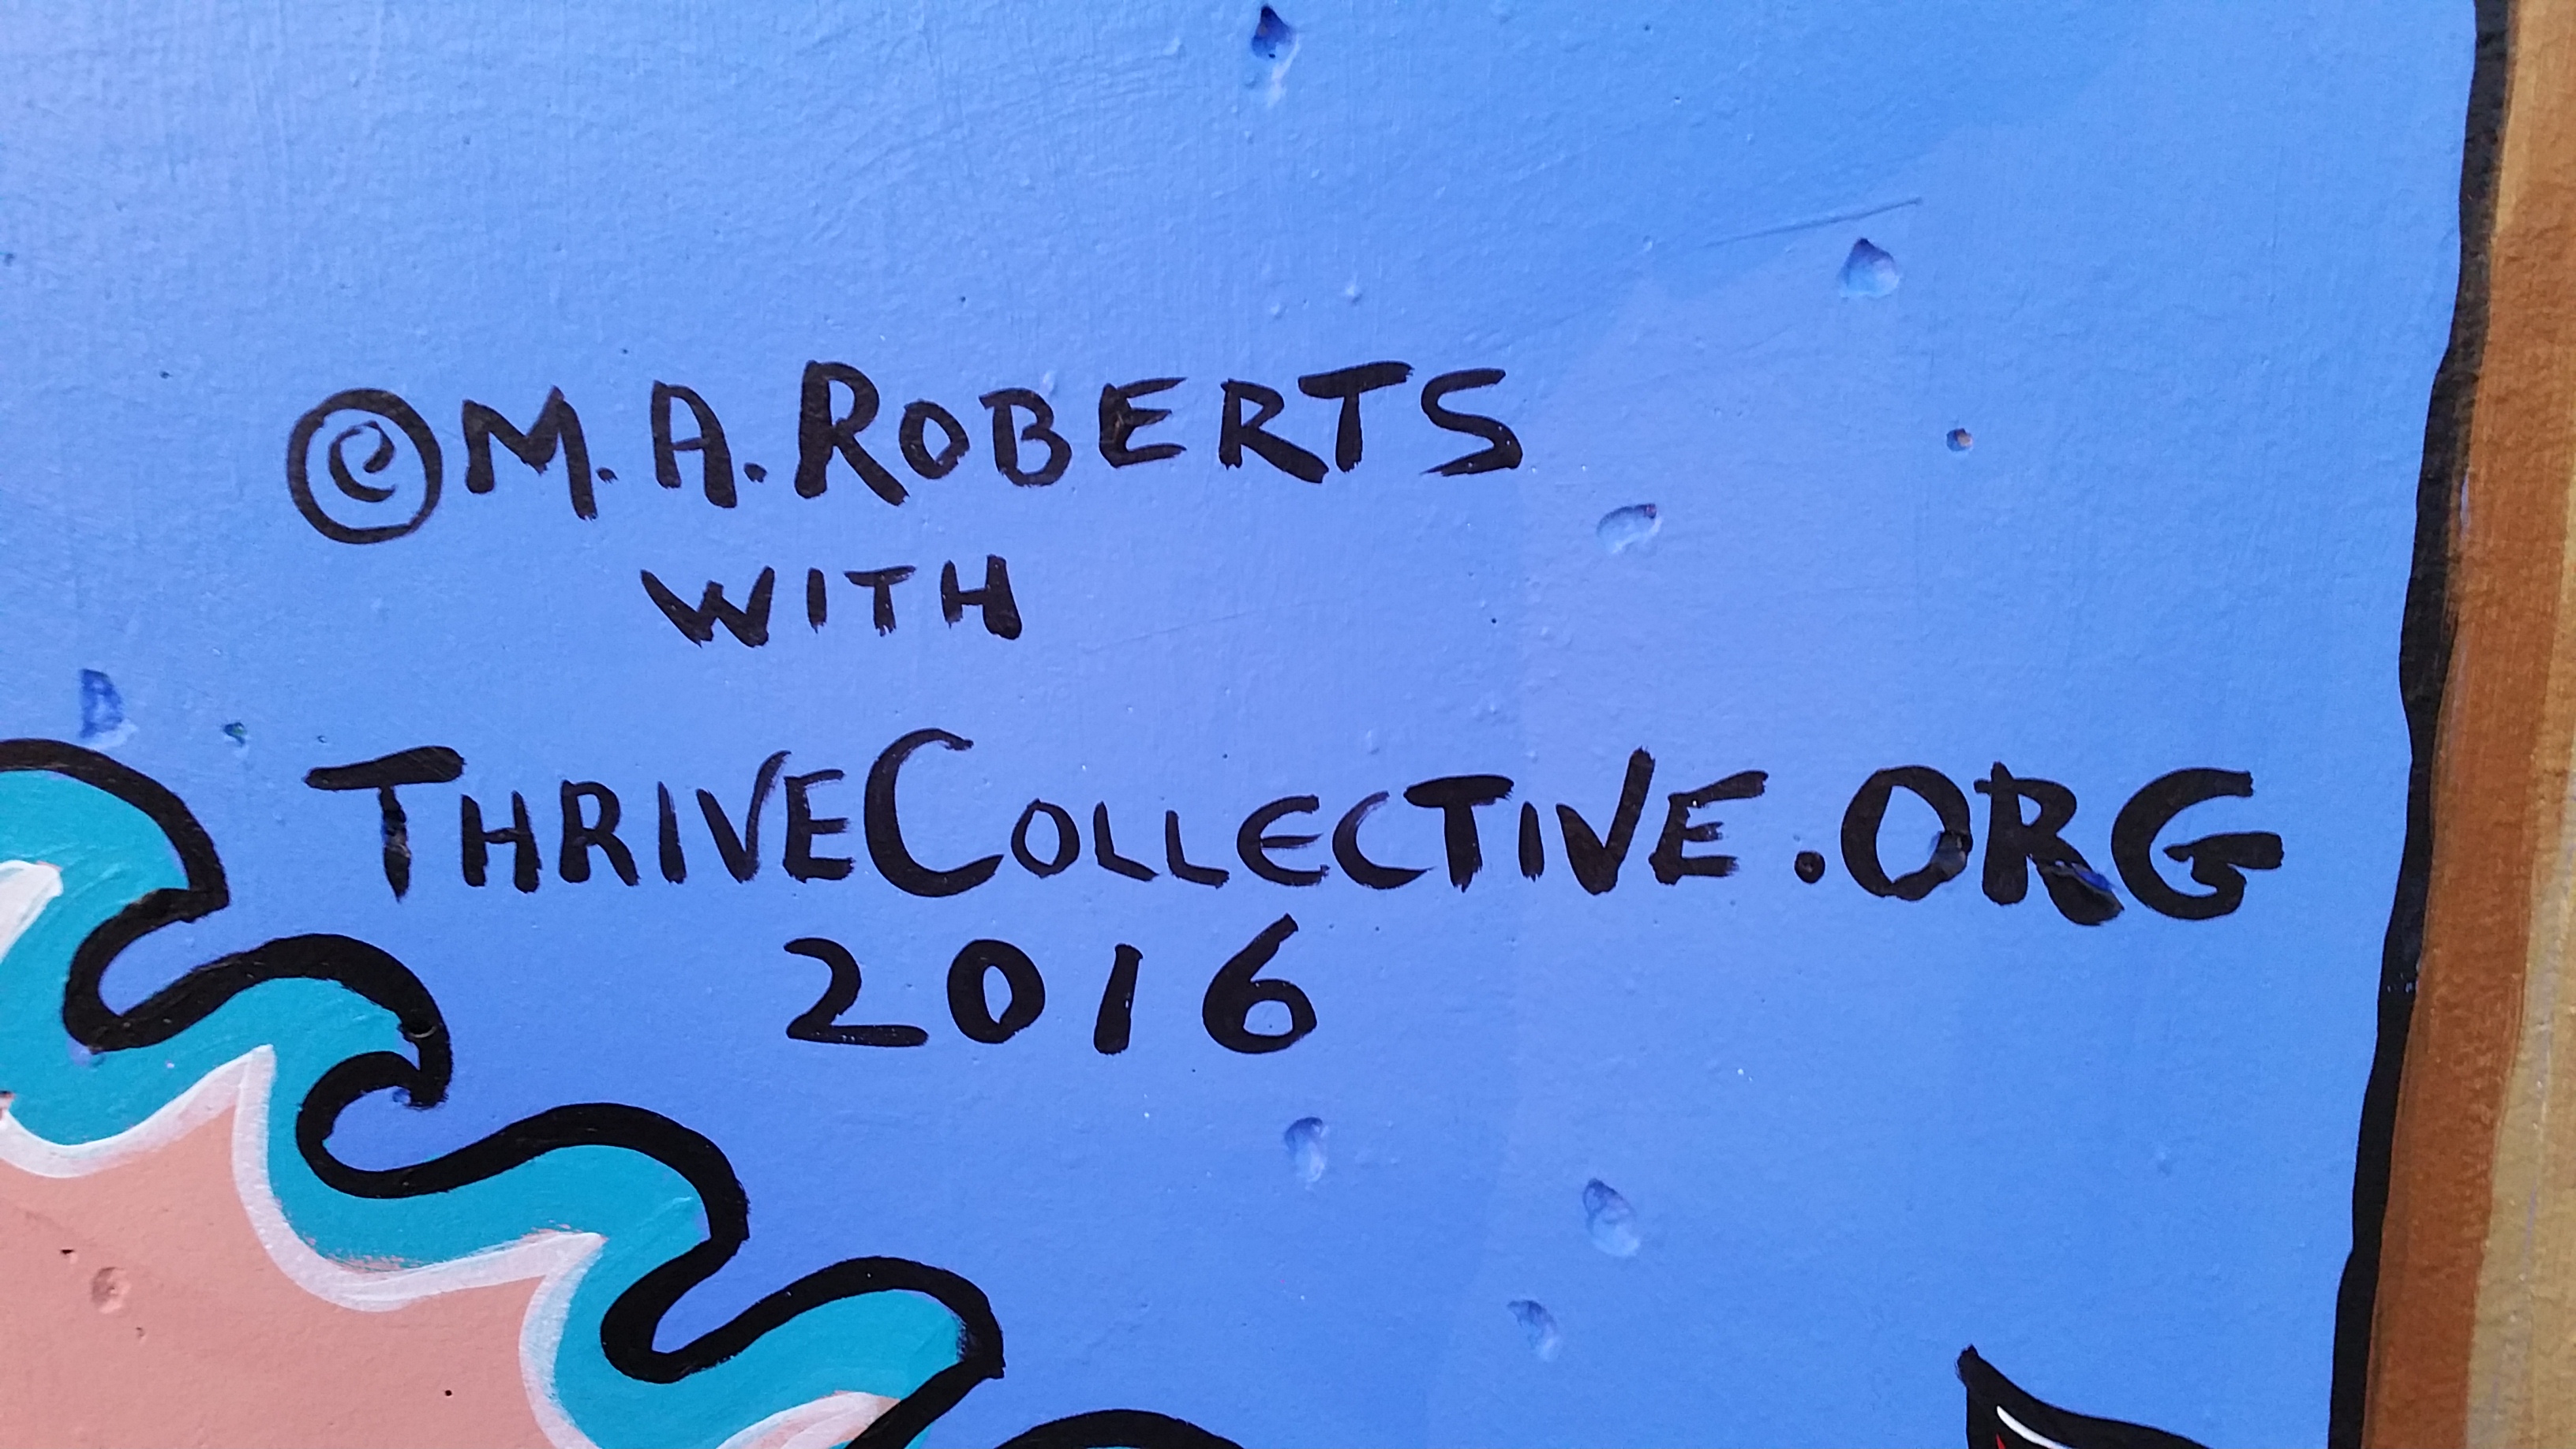 ©M.A.ROBERTS
WITH
THRIVECOLLECTIVE.ORG
2016